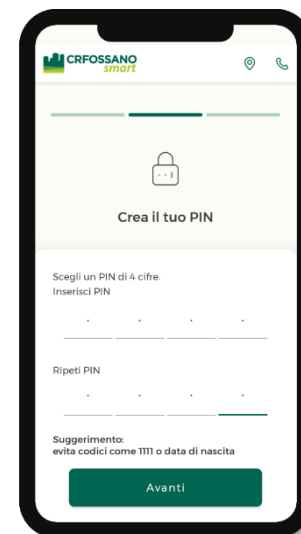 CRFOSSANO
smart
Crea il tuo PIN
Scegli un PIN di 4 cifre.
Inserisci PIN
Ripeti PIN
Suggerimento:
evita codici come 1111 o data di nascita
Avanti